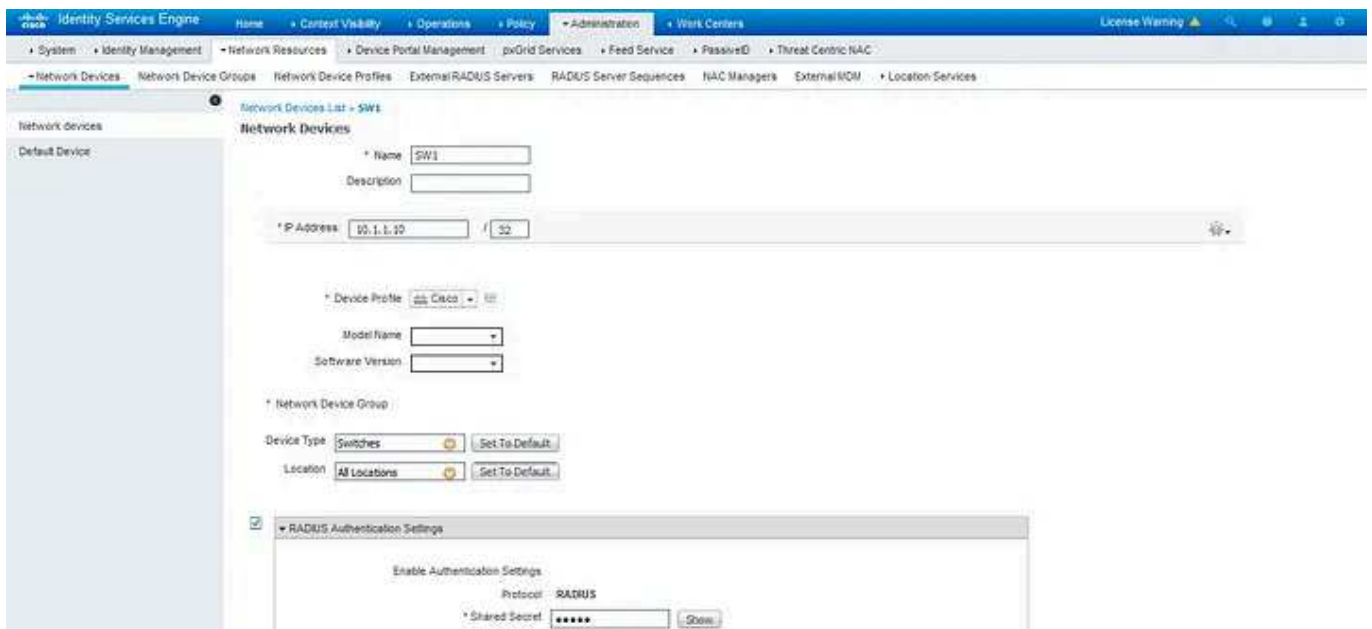 cisco Identity Services Engine Home Context Visibility Operations Policy Administration Work Centers License Warning
System Identity Management Network Resources Device Portal Management pxGrid Services Feed Service PassiveID Threat Centric NAC
Network Devices Network Device Groups Network Device Profiles External RADIUS Servers RADIUS Server Sequences NAC Managers External MDM Location Services
Network Devices List > SW1
Network devices
Network Devices
Default Device
* Name SW1
Description
* IP Address: 10.1.1.10 / 32
* Device Profile Cisco
Model Name
Software Version
* Network Device Group
Device Type Switches Set To Default
Location All Locations Set To Default
RADIUS Authentication Settings
Enable Authentication Settings
Protocol RADIUS
* Shared Secret ••••• Show